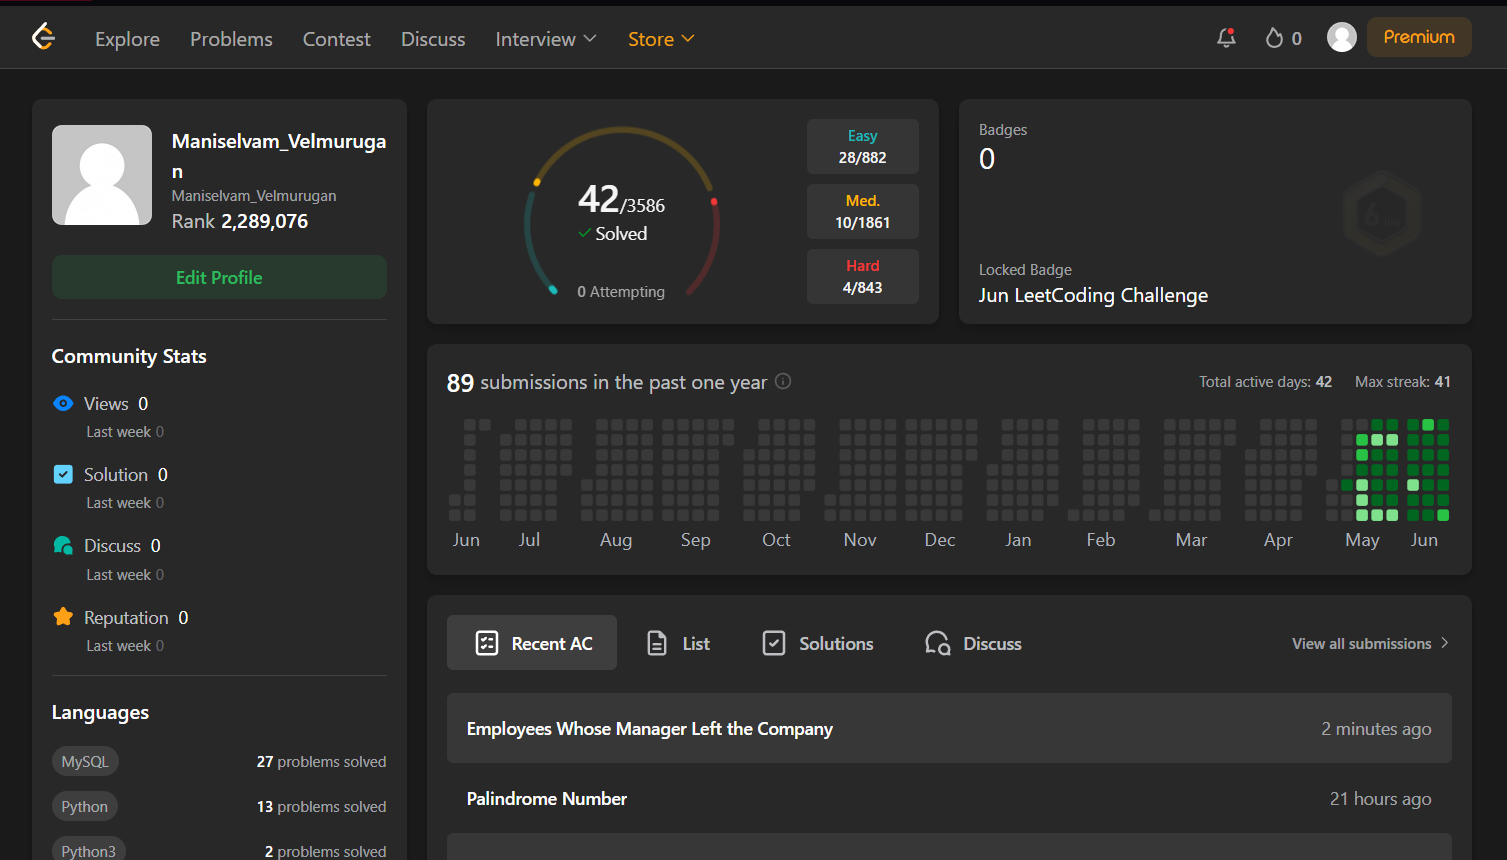 Explore Problems Contest Discuss Interview Store 0 Premium
Maniselvam_Velmuruga
n
Maniselvam_Velmurugan
Rank 2,289,076
Edit Profile
Community Stats
Views 0
Last week 0
Solution 0
Last week 0
Discuss 0
Last week 0
Reputation 0
Last week 0
Languages
MySQL 27 problems solved
Python 13 problems solved
Python3 2 problems solved
42/3586
Solved
0 Attempting
Easy
28/882
Med.
10/1861
Hard
4/843
Badges
0
Locked Badge
Jun LeetCoding Challenge
89 submissions in the past one year Total active days: 42 Max streak: 41
Jun Jul Aug Sep Oct Nov Dec Jan Feb Mar Apr May Jun
Recent AC List Solutions Discuss View all submissions
Employees Whose Manager Left the Company 2 minutes ago
Palindrome Number 21 hours ago